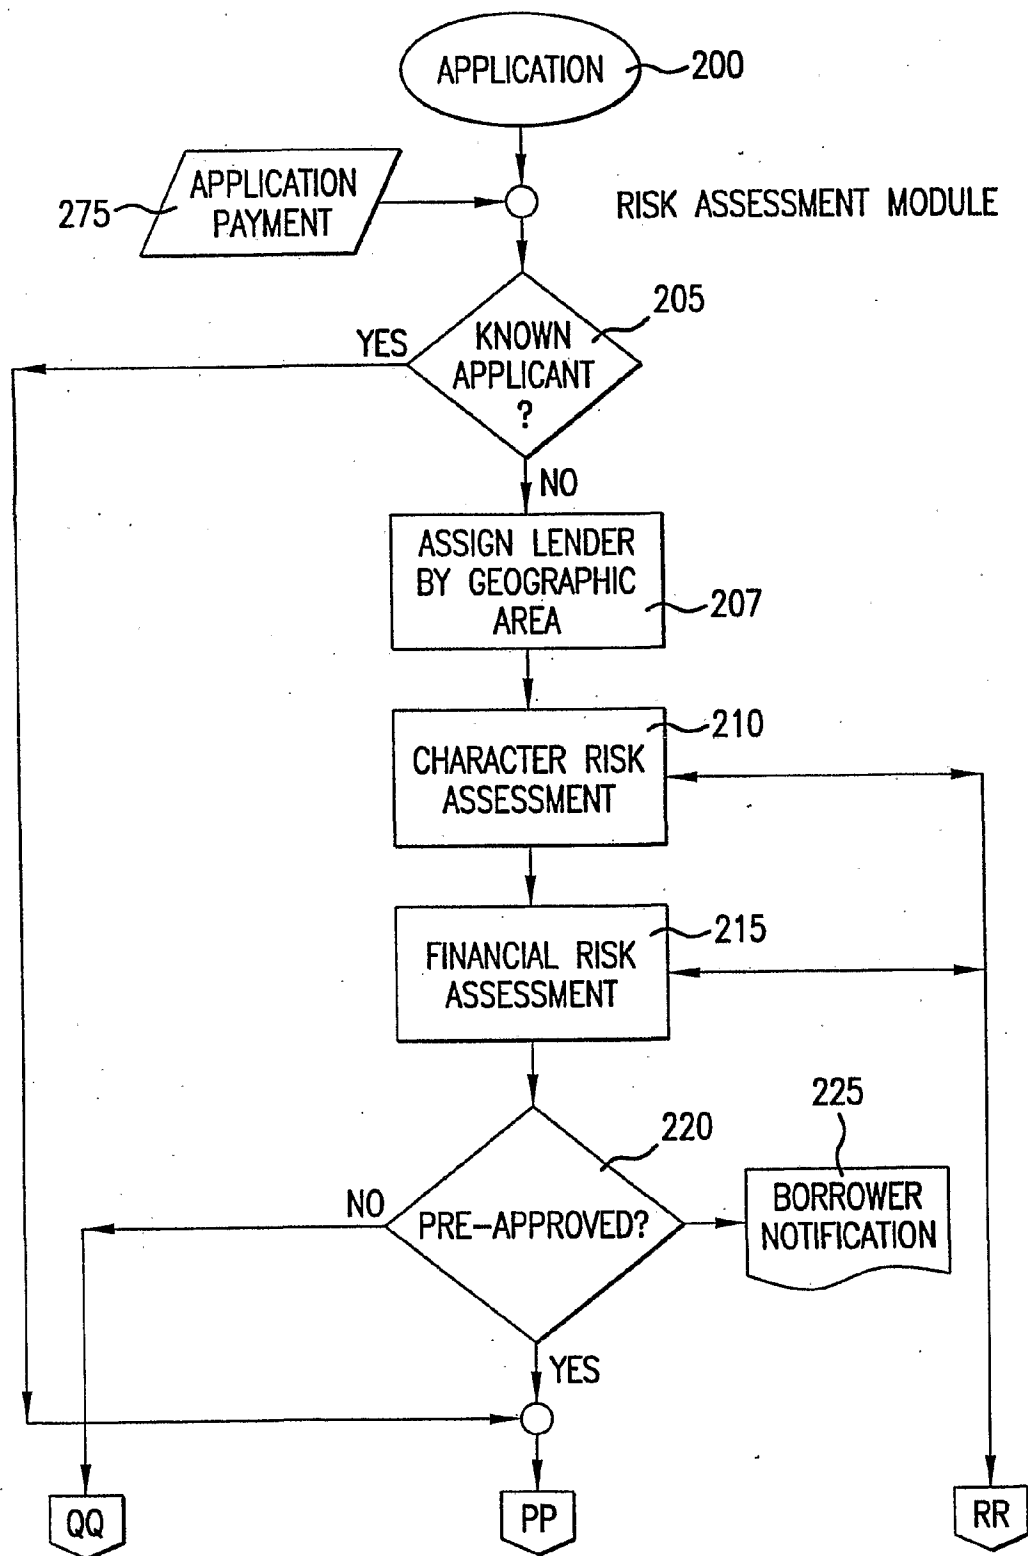 APPLICATION
200
APPLICATION
PAYMENT
275
RISK ASSESSMENT MODULE
205
KNOWN
APPLICANT
?
YES
NO
ASSIGN LENDER
BY GEOGRAPHIC
AREA
207
210
CHARACTER RISK
ASSESSMENT
215
FINANCIAL RISK
ASSESSMENT
225
220
NO
PRE-APPROVED?
BORROWER
NOTIFICATION
YES
QQ
PP
RR